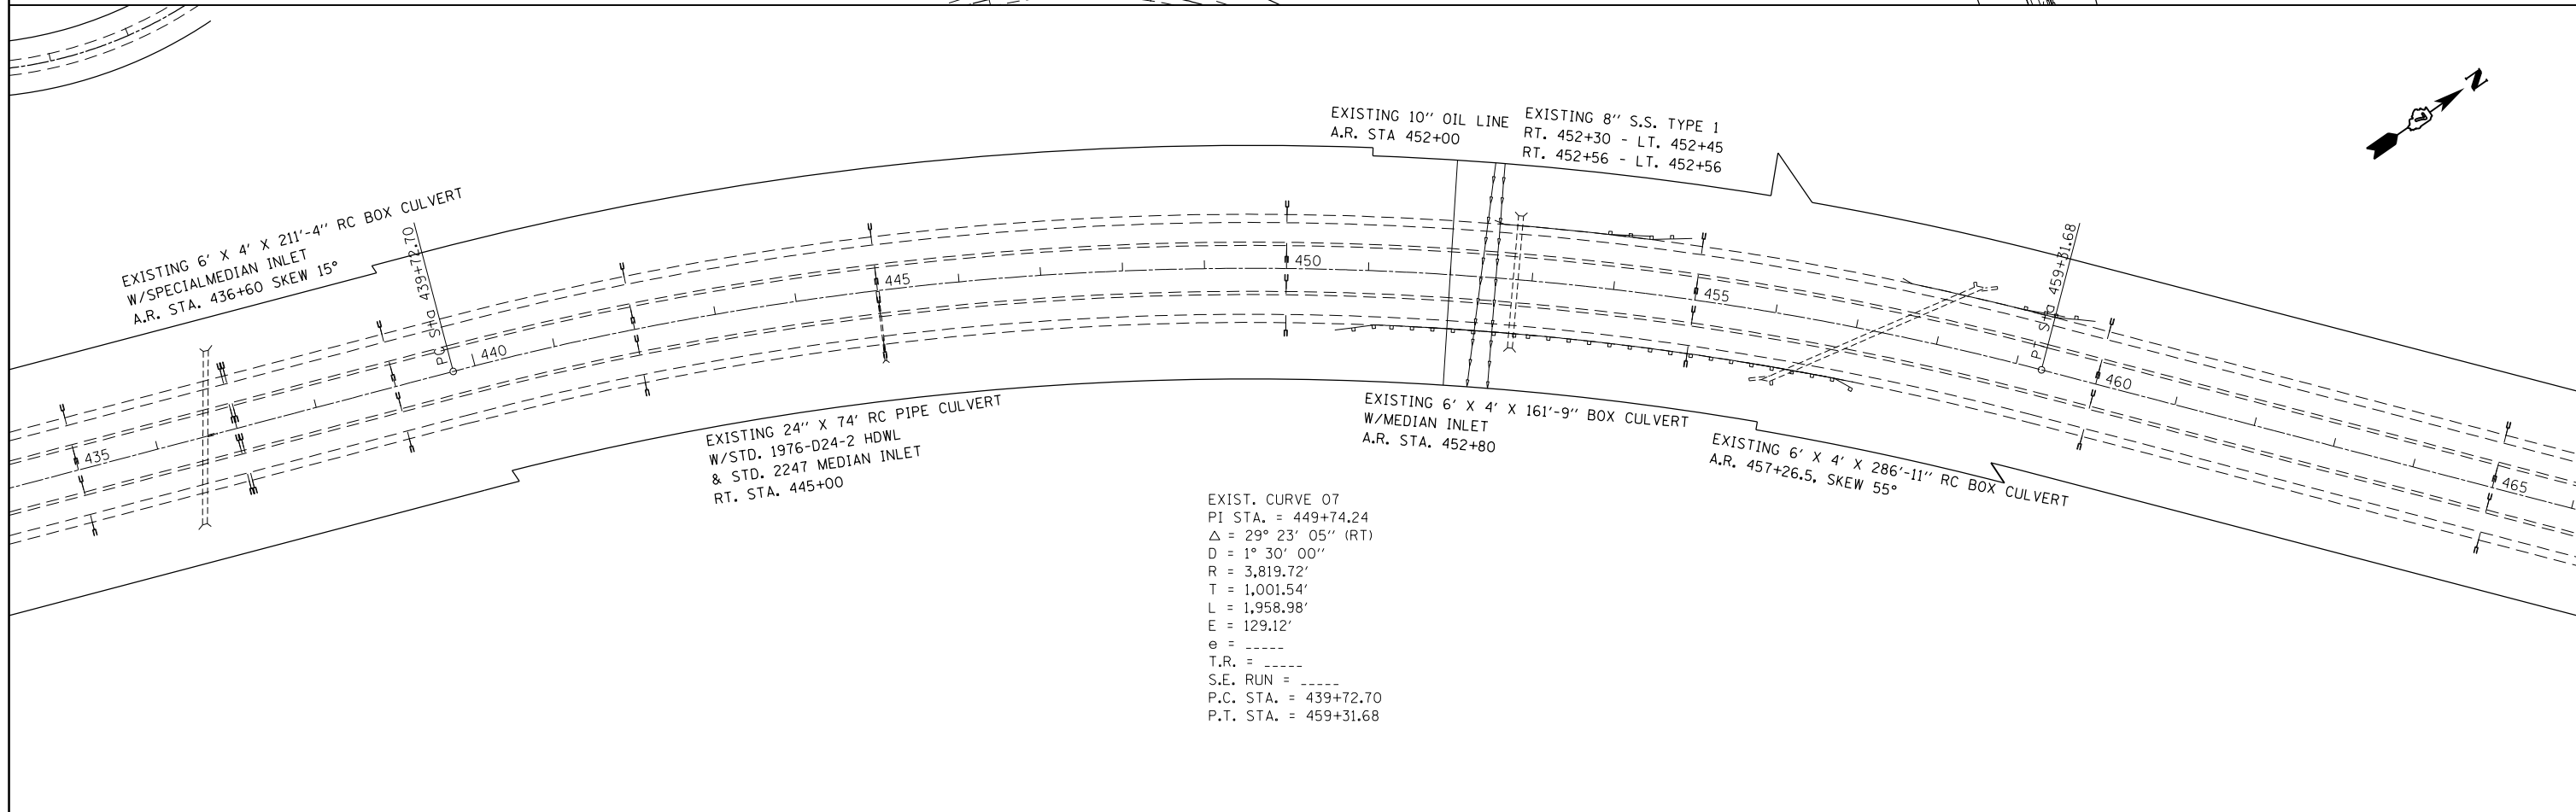 N
EXISTING 10'' OIL LINE
A.R. STA 452+00
EXISTING 8'' S.S. TYPE 1
RT. 452+30 - LT. 452+45
RT. 452+56 - LT. 452+56
EXISTING 6' X 4' X 211'-4'' RC BOX CULVERT
W/SPECIALMEDIAN INLET
A.R. STA. 436+60 SKEW 15°
PC Sta 439+72.70
PT Sta 459+31.68
435
440
445
450
455
460
465
EXISTING 24'' X 74' RC PIPE CULVERT
W/STD. 1976-D24-2 HDWL
& STD. 2247 MEDIAN INLET
RT. STA. 445+00
EXISTING 6' X 4' X 161'-9'' BOX CULVERT
W/MEDIAN INLET
A.R. STA. 452+80
EXISTING 6' X 4' X 286'-11'' RC BOX CULVERT
A.R. 457+26.5, SKEW 55°
EXIST. CURVE 07
PI STA. = 449+74.24
△ = 29° 23' 05'' (RT)
D = 1° 30' 00''
R = 3,819.72'
T = 1,001.54'
L = 1,958.98'
E = 129.12'
e = _____
T.R. = _____
S.E. RUN = _____
P.C. STA. = 439+72.70
P.T. STA. = 459+31.68